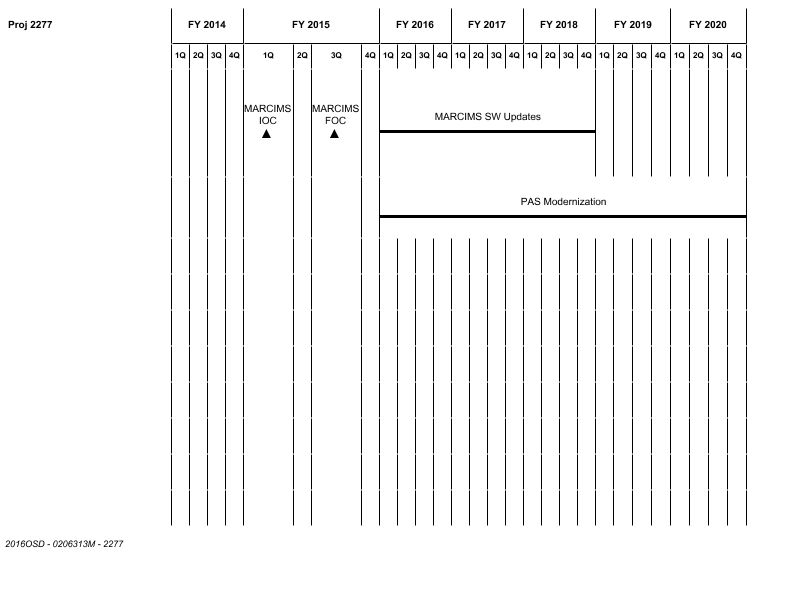 Proj 2277
FY 2014 FY 2015 FY 2016 FY 2017 FY 2018 FY 2019 FY 2020
1Q 2Q 3Q 4Q 1Q 2Q 3Q 4Q 1Q 2Q 3Q 4Q 1Q 2Q 3Q 4Q 1Q 2Q 3Q 4Q 1Q 2Q 3Q 4Q 1Q 2Q 3Q 4Q
MARCIMS
IOC
MARCIMS
FOC
MARCIMS SW Updates
PAS Modernization
2016OSD - 0206313M - 2277